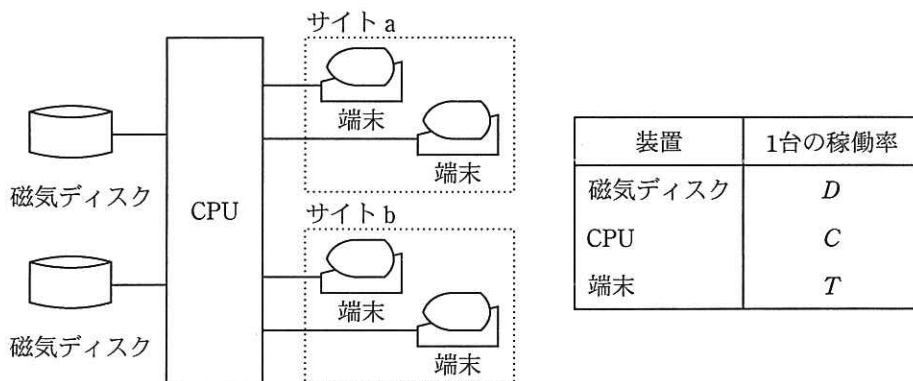 サイト a
端末
端末
磁気ディスク
CPU
サイト b
端末
端末
磁気ディスク
装置 1台の稼働率
磁気ディスク D
CPU C
端末 T